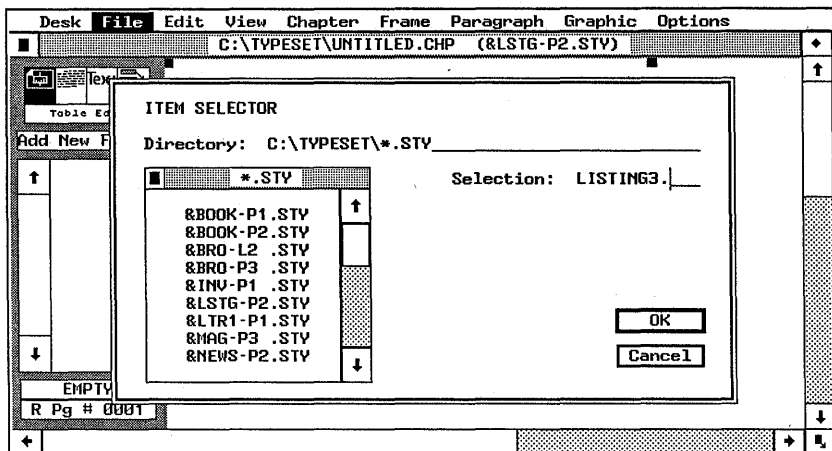 Desk File Edit View Chapter Frame Paragraph Graphic Options
C:\TYPESET\UNTITLED.CHP (&LSTG-P2.STY)
Tex
Table Ed
Add New F
ITEM SELECTOR
Directory: C:\TYPESET\*.STY
*.STY
Selection: LISTING3.
&BOOK-P1.STY
&BOOK-P2.STY
&BRO-L2 .STY
&BRO-P3 .STY
&INV-P1 .STY
&LSTG-P2.STY
&LTR1-P1.STY
&MAG-P3 .STY
&NEWS-P2.STY
OK
Cancel
EMPTY
R Pg # 0001